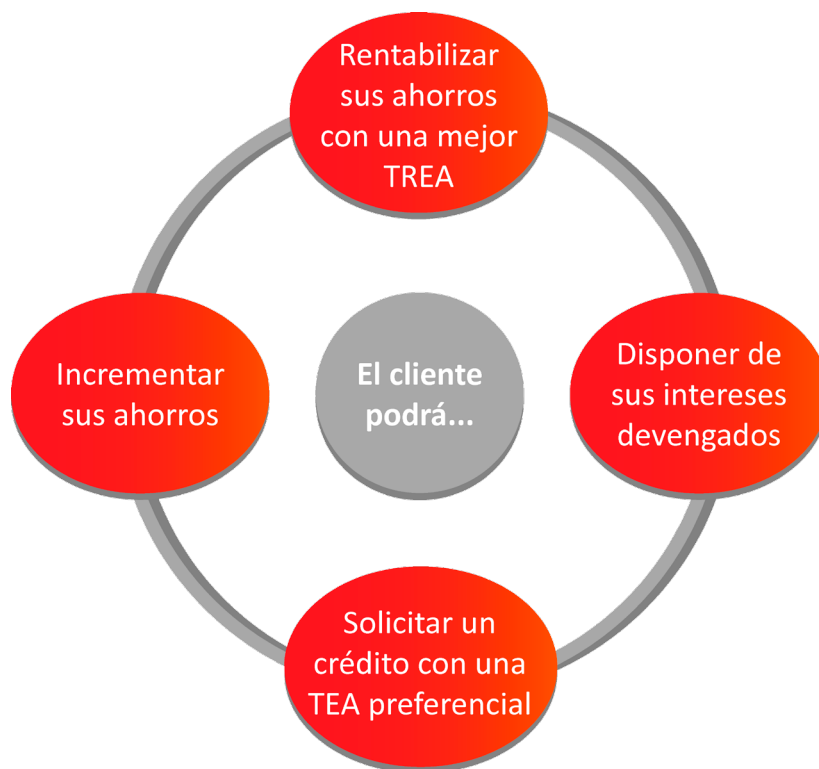 Rentabilizar
sus ahorros
con una mejor
TREA
Incrementar
sus ahorros
El cliente
podrá...
Disponer de
sus intereses
devengados
Solicitar un
crédito con una
TEA preferencial